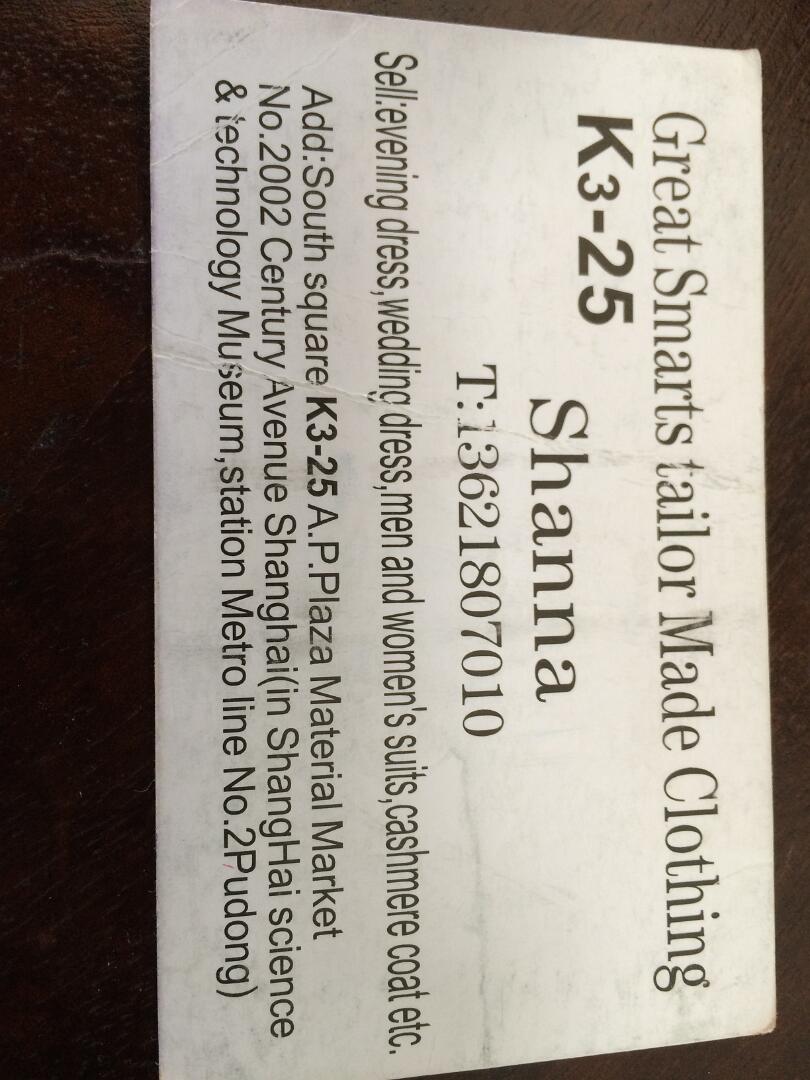 Great Smarts tailor Made Clothing
K3-25
Shanna
T:13621807010
Sell:evening dress,wedding dress,men and women's suits,cashmere coat etc.
Add:South square K3-25 A.P.Plaza Material Market
No.2002 Century Avenue Shanghai(in ShangHai science
& technology Museum,station Metro line No.2Pudong)